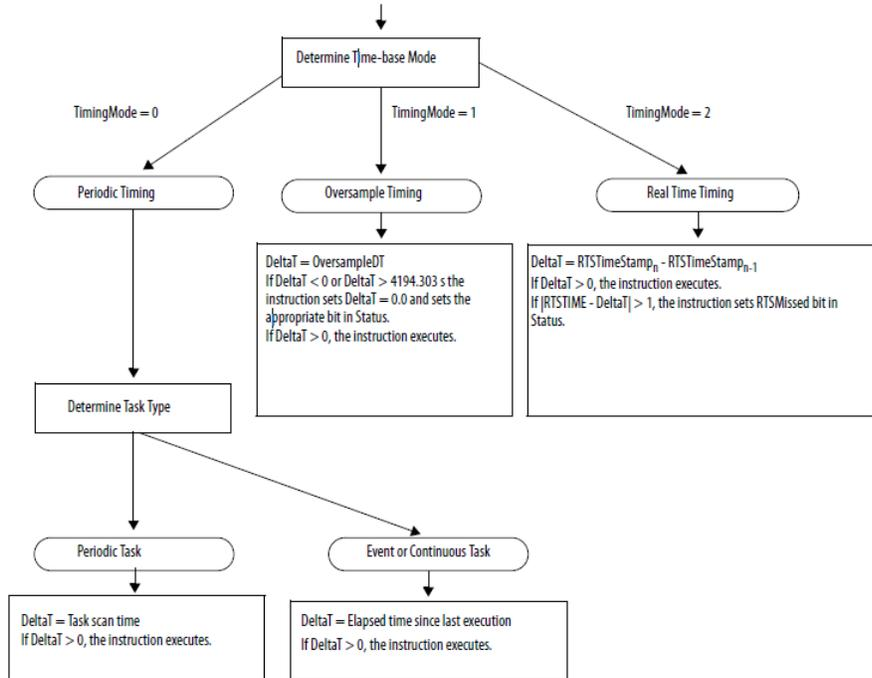 Determine Time-base Mode
TimingMode = 0
TimingMode = 1
TimingMode = 2
Periodic Timing
Oversample Timing
Real Time Timing
DeltaT = OversampleDT
If DeltaT < 0 or DeltaT > 4194.303 s the
instruction sets DeltaT = 0.0 and sets the
appropriate bit in Status.
If DeltaT > 0, the instruction executes.
DeltaT = RTSTimeStampn - RTSTimeStampn-1
If DeltaT > 0, the instruction executes.
If |RTSTIME - DeltaT| > 1, the instruction sets RTSMissed bit in
Status.
Determine Task Type
Periodic Task
Event or Continuous Task
DeltaT = Task scan time
If DeltaT > 0, the instruction executes.
DeltaT = Elapsed time since last execution
If DeltaT > 0, the instruction executes.